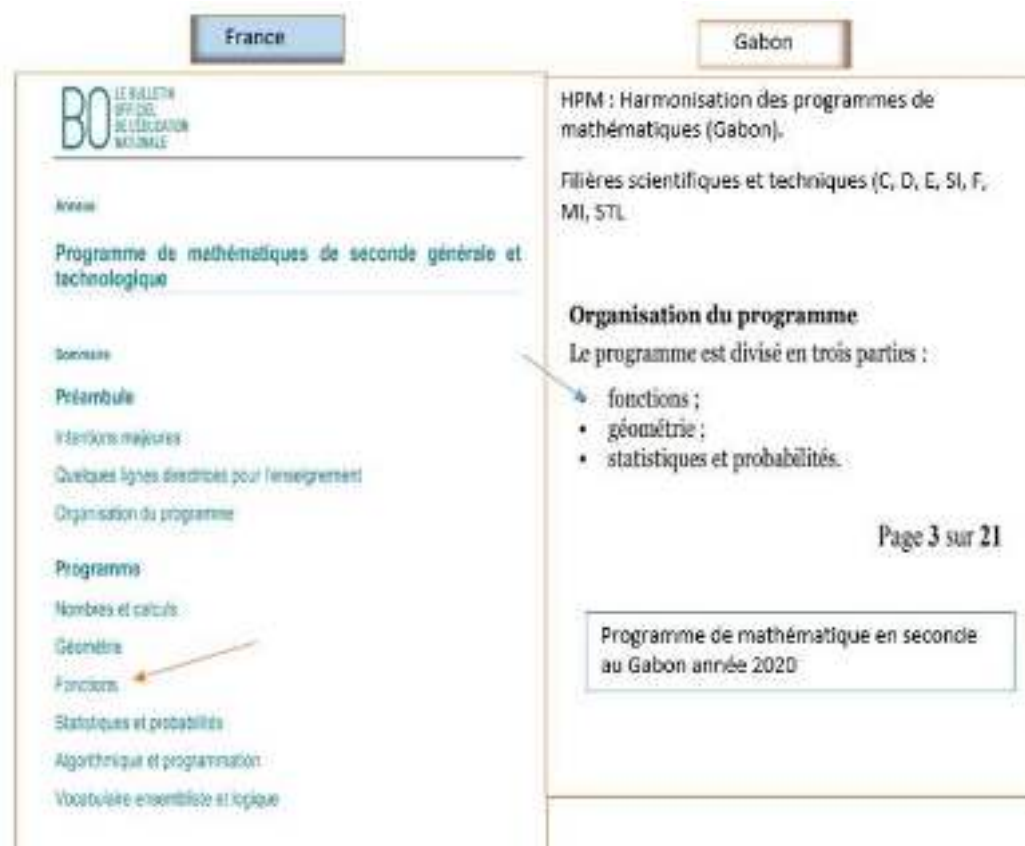 France
LE BULLETIN
BO OFFICIEL
DE L'ÉDUCATION
NATIONALE
Annexe
Programme de mathématiques de seconde générale et
technologique
Sommaire
Préambule
Intentions majeures
Quelques lignes directrices pour l'enseignement
Organisation du programme
Programme
Nombres et calculs
Géométrie
Fonctions
Statistiques et probabilités
Algorithmique et programmation
Vocabulaire ensembliste et logique
Gabon
HPM : Harmonisation des programmes de
mathématiques (Gabon).
Filières scientifiques et techniques (C, D, E, SI, F,
MI, STL
Organisation du programme
Le programme est divisé en trois parties :
• fonctions ;
• géométrie ;
• statistiques et probabilités.
Page 3 sur 21
Programme de mathématique en seconde
au Gabon année 2020